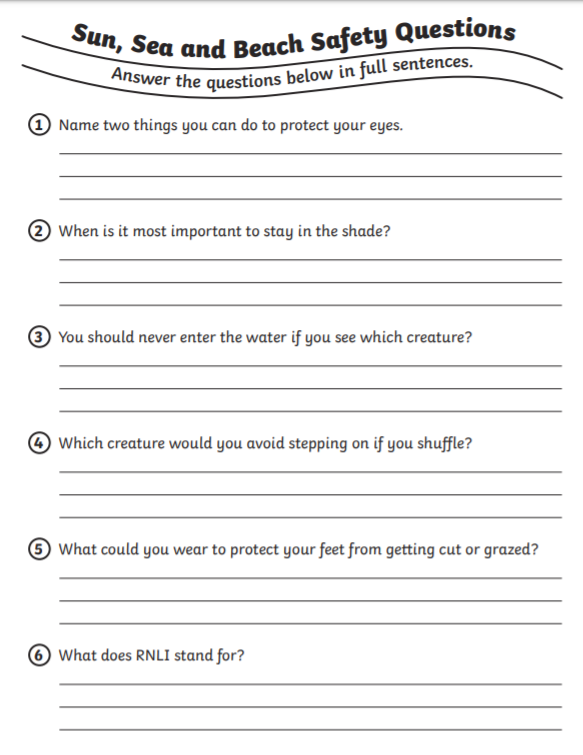 Sun, Sea and Beach Safety Questions
Answer the questions below in full sentences.
1 Name two things you can do to protect your eyes.
2 When is it most important to stay in the shade?
3 You should never enter the water if you see which creature?
4 Which creature would you avoid stepping on if you shuffle?
5 What could you wear to protect your feet from getting cut or grazed?
6 What does RNLI stand for?